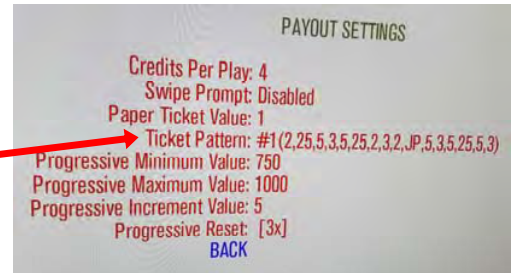 PAYOUT SETTINGS
Credits Per Play: 4
Swipe Prompt: Disabled
Paper Ticket Value: 1
Ticket Pattern: #1(2,25,5,3,5,25,2,3,2,JP,5,3,5,25,5,3)
Progressive Minimum Value: 750
Progressive Maximum Value: 1000
Progressive Increment Value: 5
Progressive Reset: [3x]
BACK